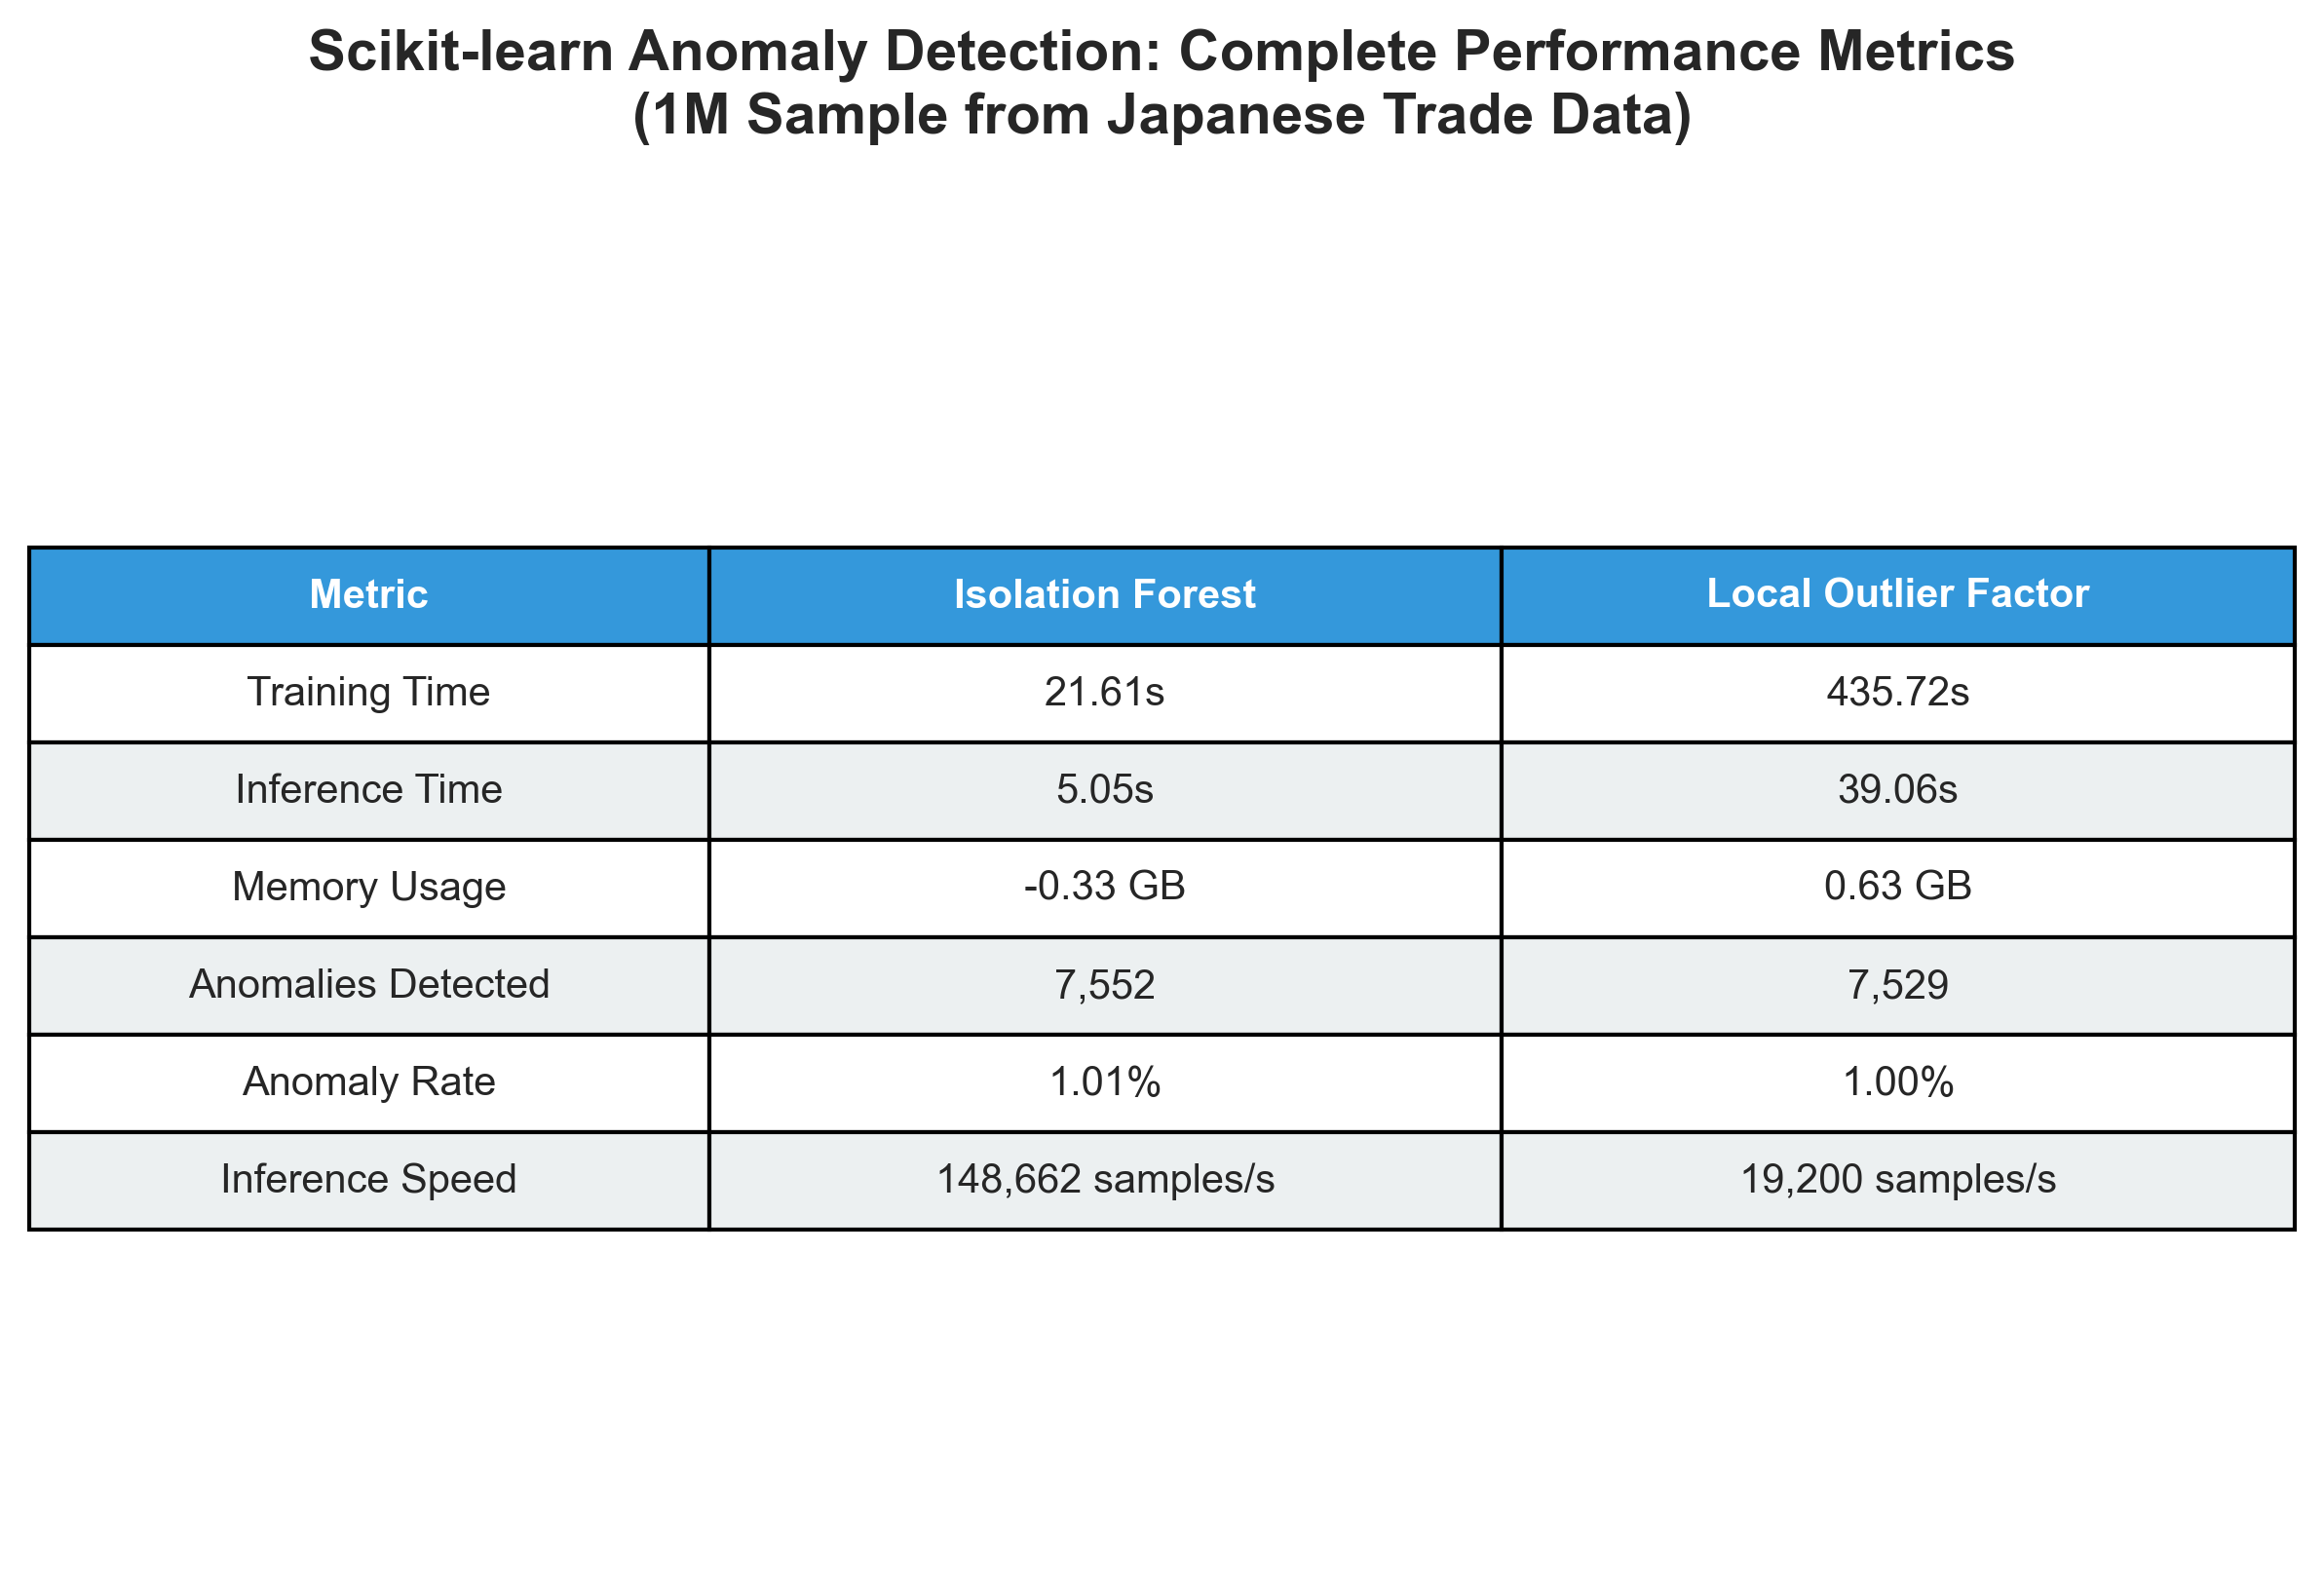 Scikit-learn Anomaly Detection: Complete Performance Metrics
(1M Sample from Japanese Trade Data)
Metric Isolation Forest Local Outlier Factor
Training Time 21.61s 435.72s
Inference Time 5.05s 39.06s
Memory Usage -0.33 GB 0.63 GB
Anomalies Detected 7,552 7,529
Anomaly Rate 1.01% 1.00%
Inference Speed 148,662 samples/s 19,200 samples/s